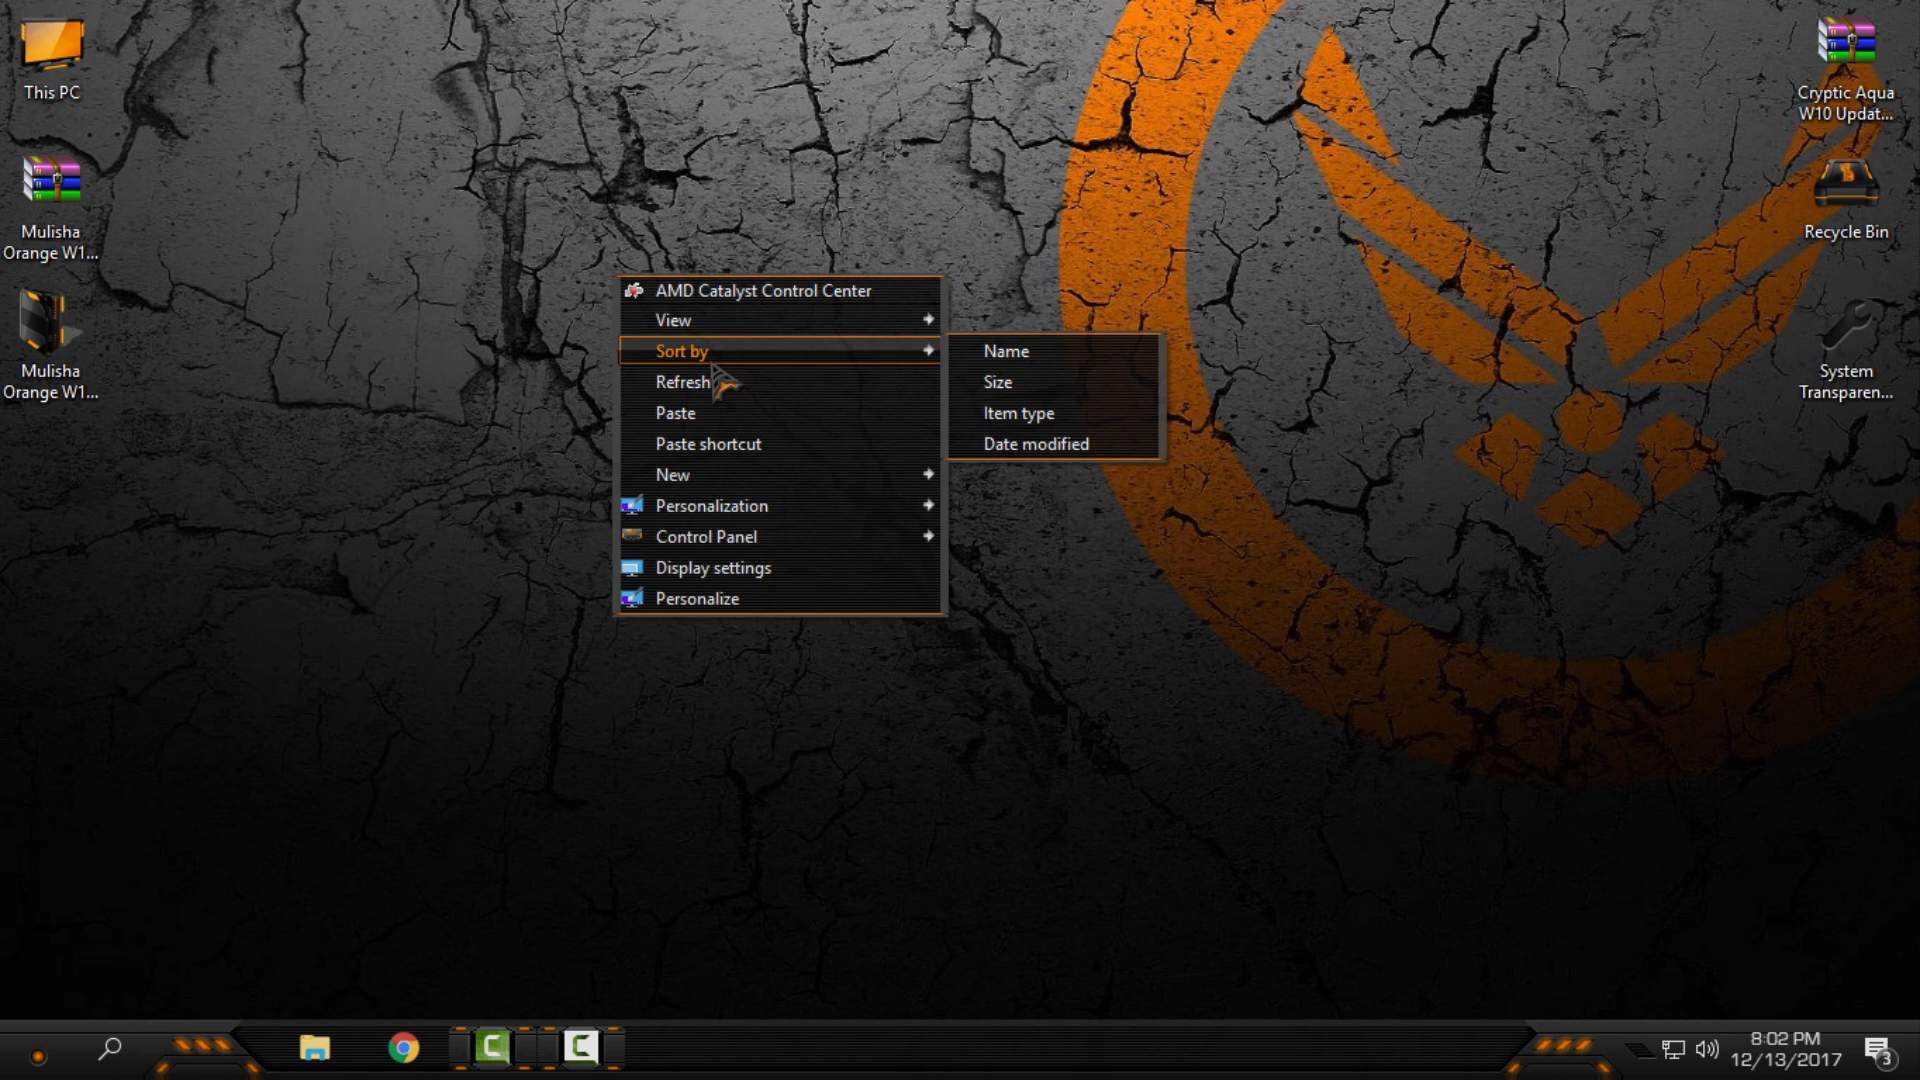 This PC
Mulisha
Orange W1...
Mulisha
Orange W1...
AMD Catalyst Control Center
View
Sort by
Refresh
Paste
Paste shortcut
New
Personalization
Control Panel
Display settings
Personalize
Name
Size
Item type
Date modified
Cryptic Aqua
W10 Updat...
Recycle Bin
System
Transparen...
C
C
8:02 PM
12/13/2017
3